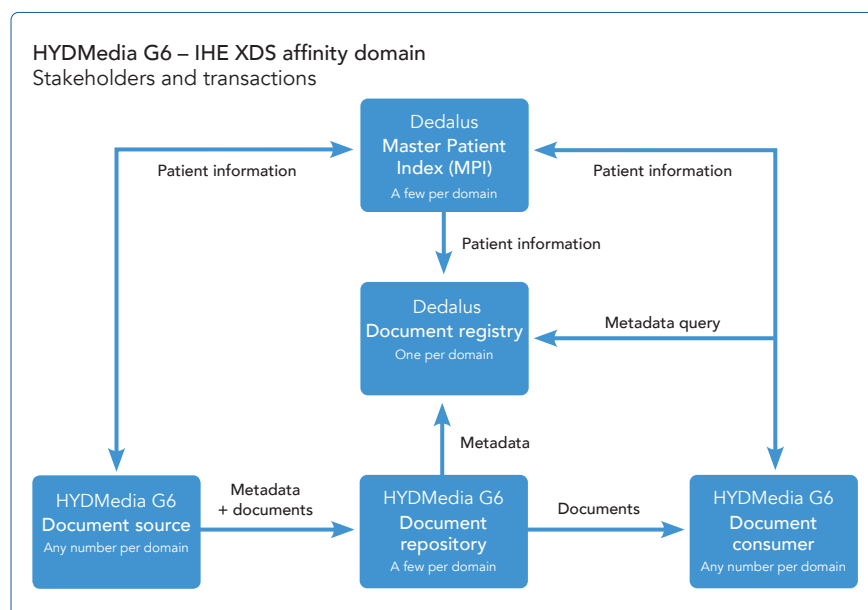 HYDMedia G6 – IHE XDS affinity domain
Stakeholders and transactions
Dedalus
Master Patient
Index (MPI)
A few per domain
Patient information
Patient information
Patient information
Dedalus
Document registry
One per domain
Metadata query
Metadata
HYDMedia G6
Document source
Any number per domain
Metadata
+ documents
HYDMedia G6
Document
repository
A few per domain
Documents
HYDMedia G6
Document
consumer
Any number per domain